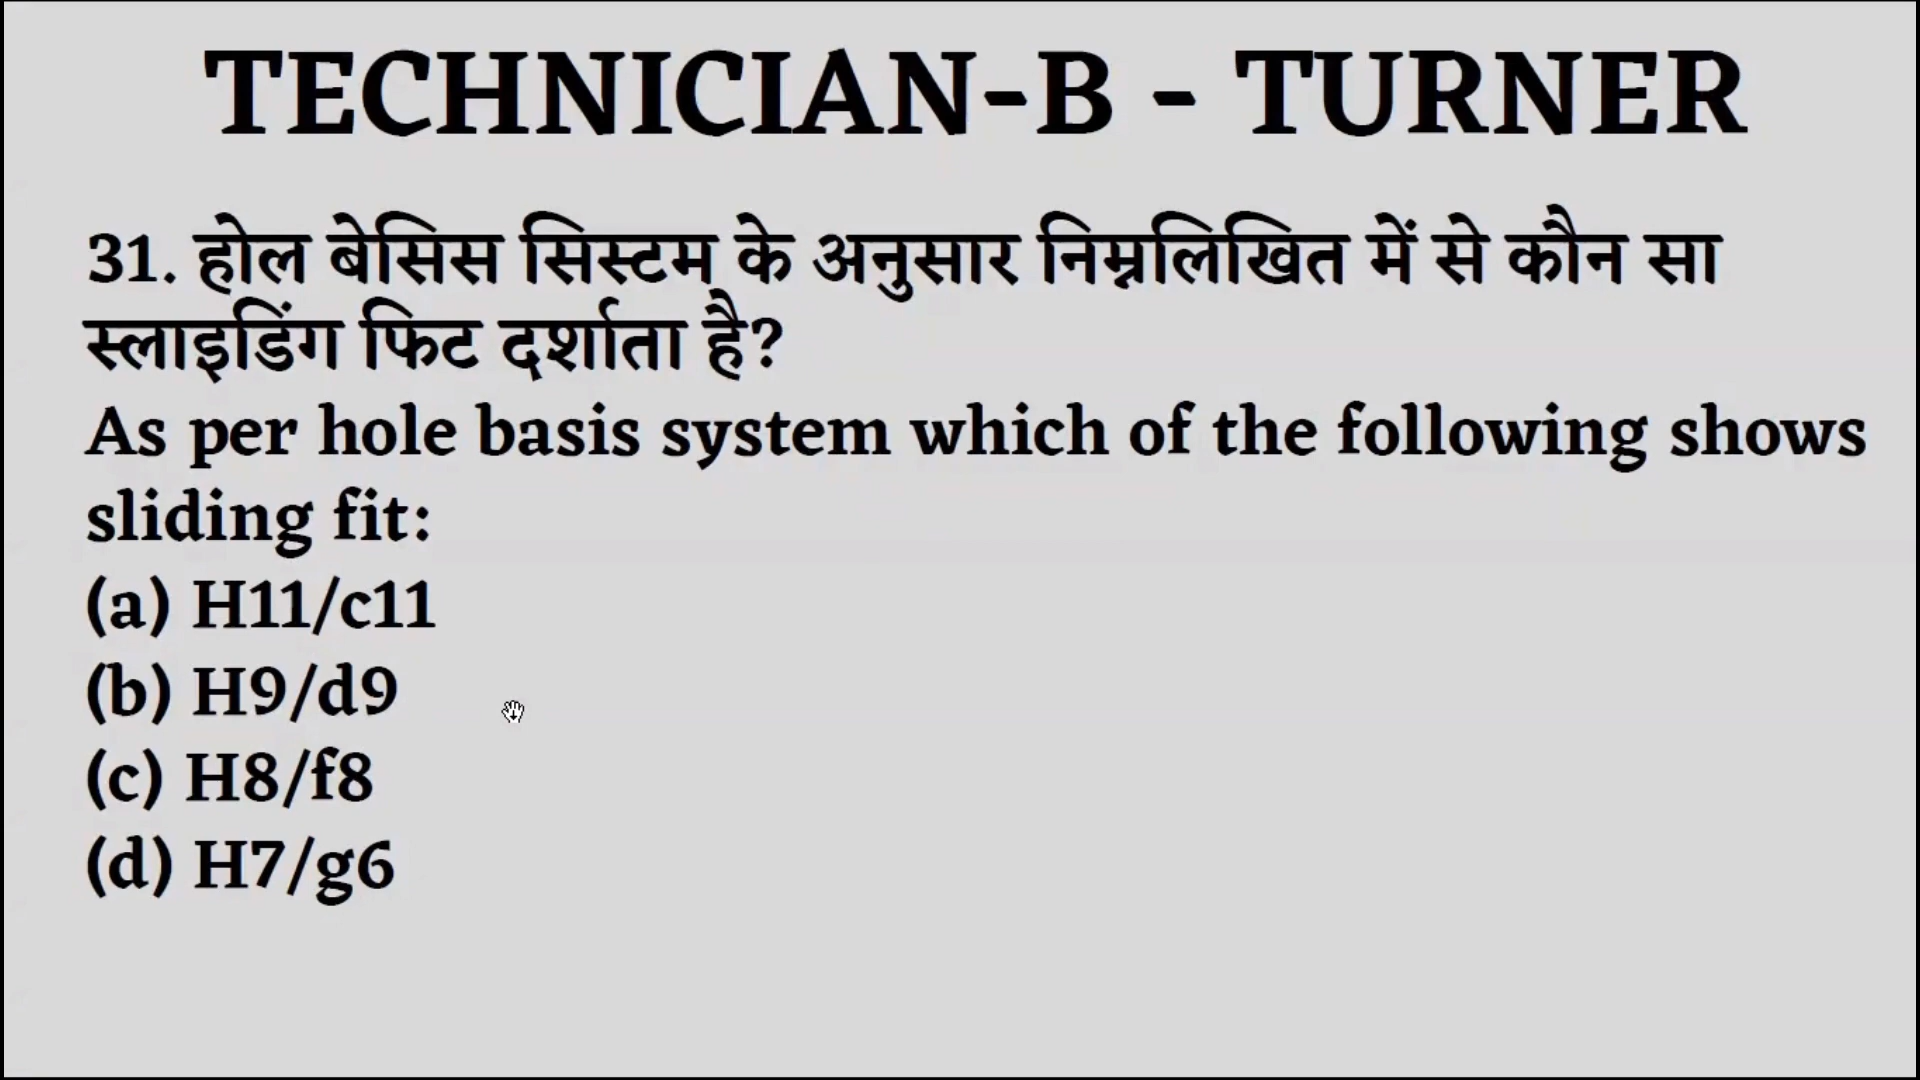 TECHNICIAN-B - TURNER
31. होल बेसिस सिस्टम के अनुसार निम्नलिखित में से कौन सा
स्लाइडिंग फिट दर्शाता है?
As per hole basis system which of the following shows
sliding fit:
(a) H11/c11
(b) H9/d9
(c) H8/f8
(d) H7/g6